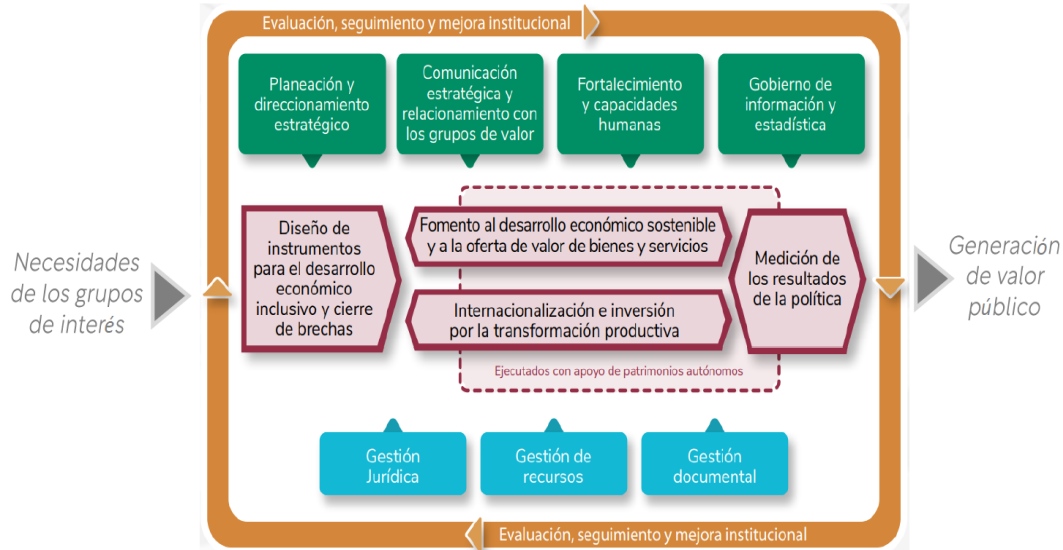 Evaluación, seguimiento y mejora institucional
Planeación y
direccionamiento
estratégico
Comunicación
estratégica y
relacionamiento con
los grupos de valor
Fortalecimiento
y capacidades
humanas
Gobierno de
información y
estadística
Necesidades
de los grupos
de interés
Diseño de
instrumentos
para el desarrollo
económico
inclusivo y cierre
de brechas
Fomento al desarrollo económico sostenible
y a la oferta de valor de bienes y servicios
Internacionalización e inversión
por la transformación productiva
Ejecutados con apoyo de patrimonios autónomos
Medición de
los resultados
de la política
Generación
de valor
público
Gestión
Jurídica
Gestión de
recursos
Gestión
documental
Evaluación, seguimiento y mejora institucional